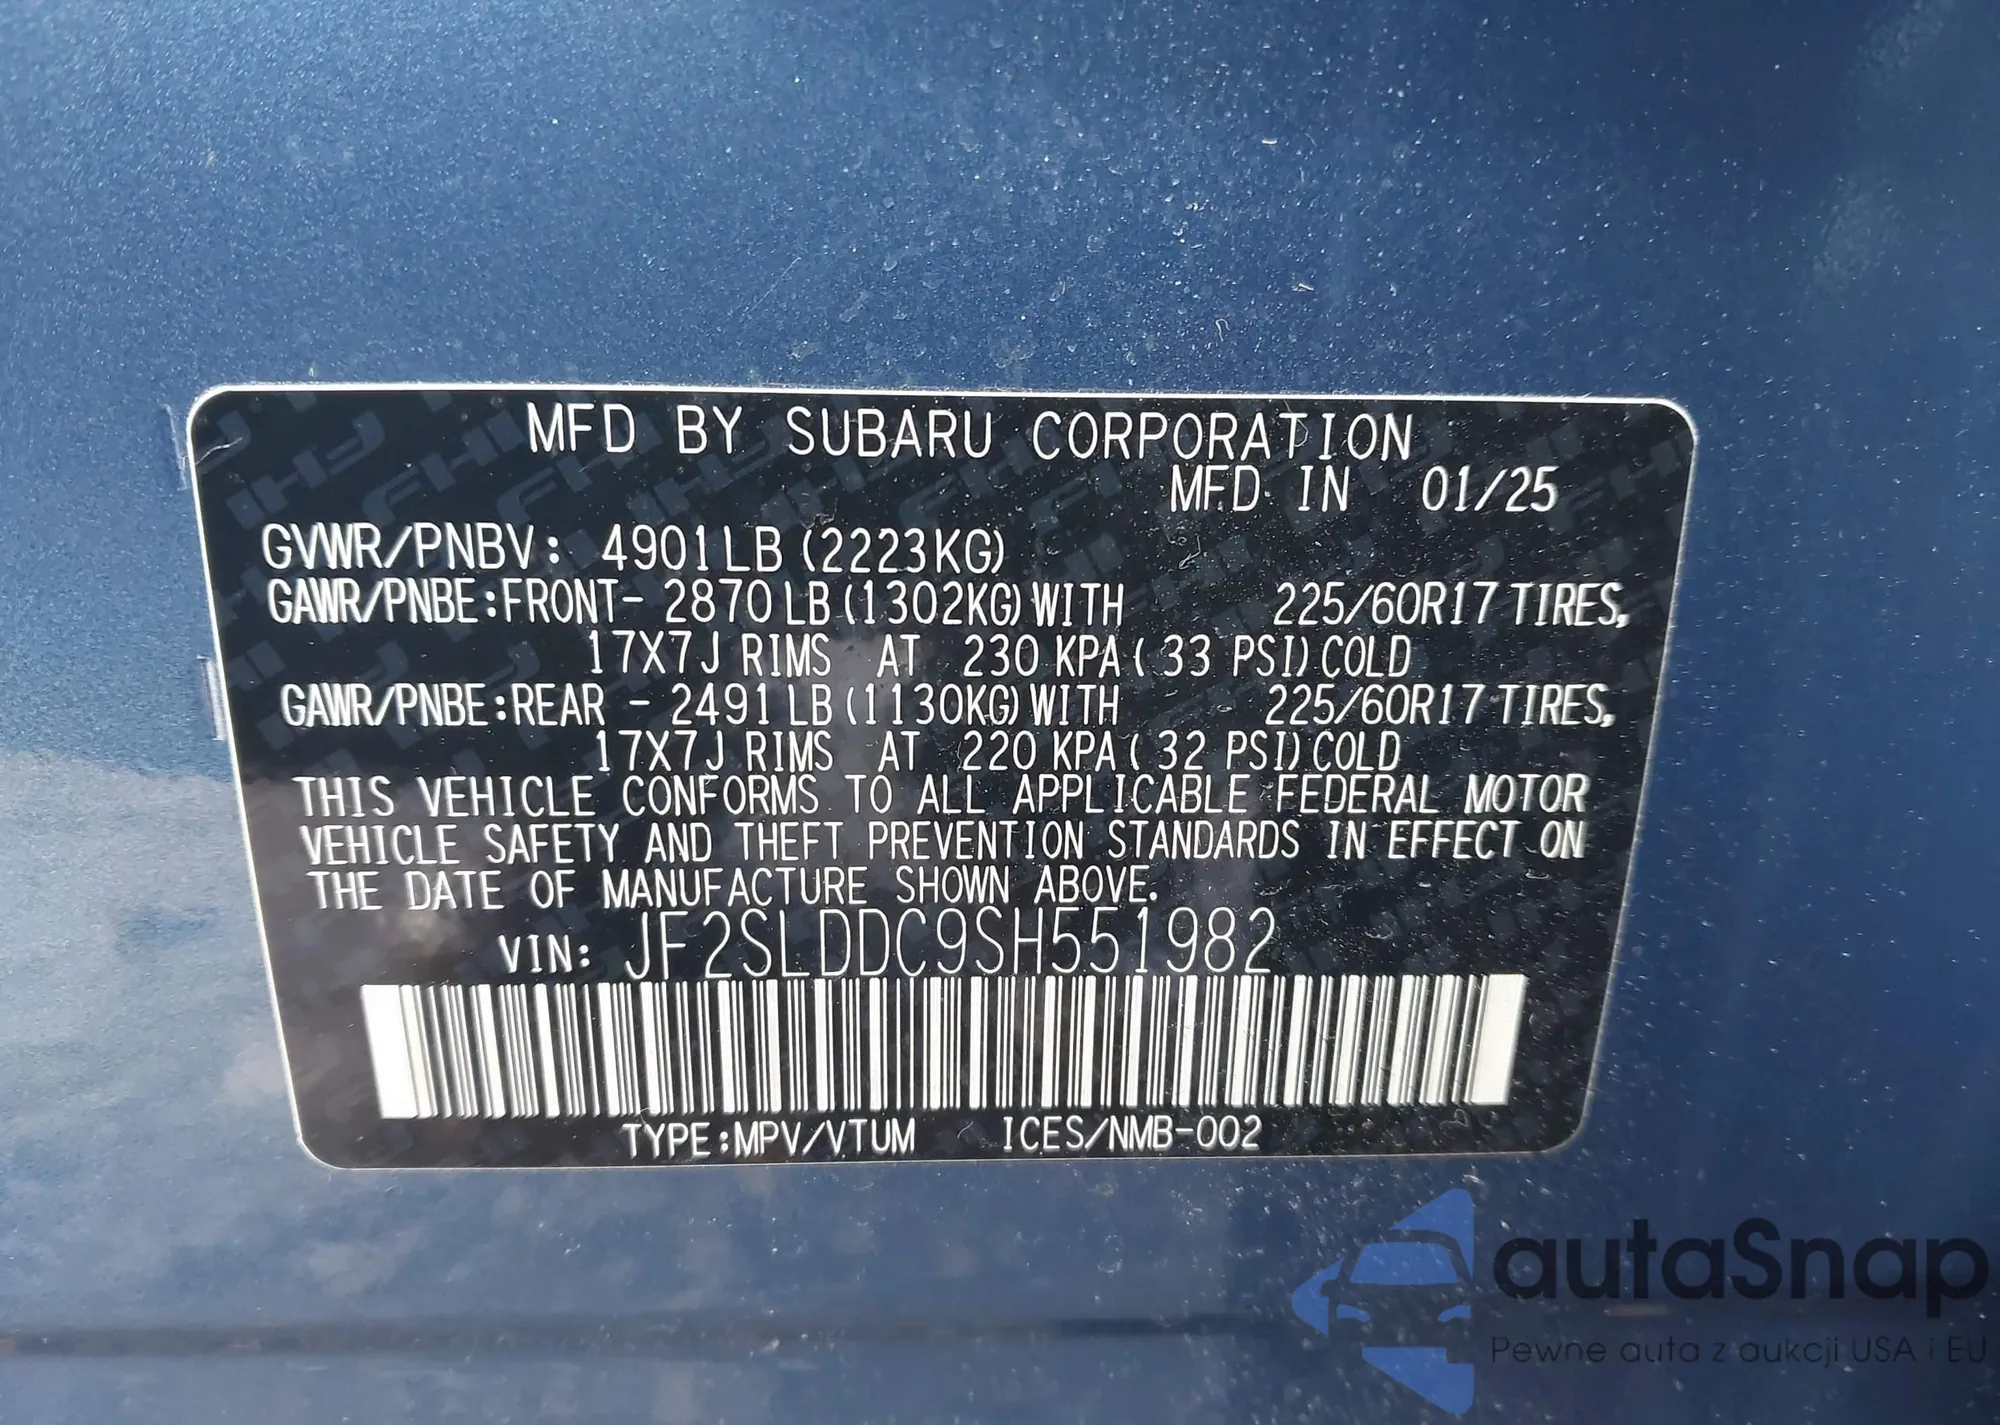 MFD BY SUBARU CORPORATION
MFD IN 01/25
GVWR/PNBV: 4901LB (2223KG)
GAWR/PNBE:FRONT- 2870LB(1302KG)WITH 225/60R17 TIRES,
17X7J RIMS AT 230 KPA( 33 PSI)COLD
GAWR/PNBE:REAR - 2491LB(1130KG)WITH 225/60R17 TIRES,
17X7J RIMS AT 220 KPA( 32 PSI)COLD
THIS VEHICLE CONFORMS TO ALL APPLICABLE FEDERAL MOTOR
VEHICLE SAFETY AND THEFT PREVENTION STANDARDS IN EFFECT ON
THE DATE OF MANUFACTURE SHOWN ABOVE.
VIN: JF2SLDDC9SH551982
TYPE:MPV/VTUM ICES/NMB-002
autaSnap
Pewne auta z aukcji USA i EU